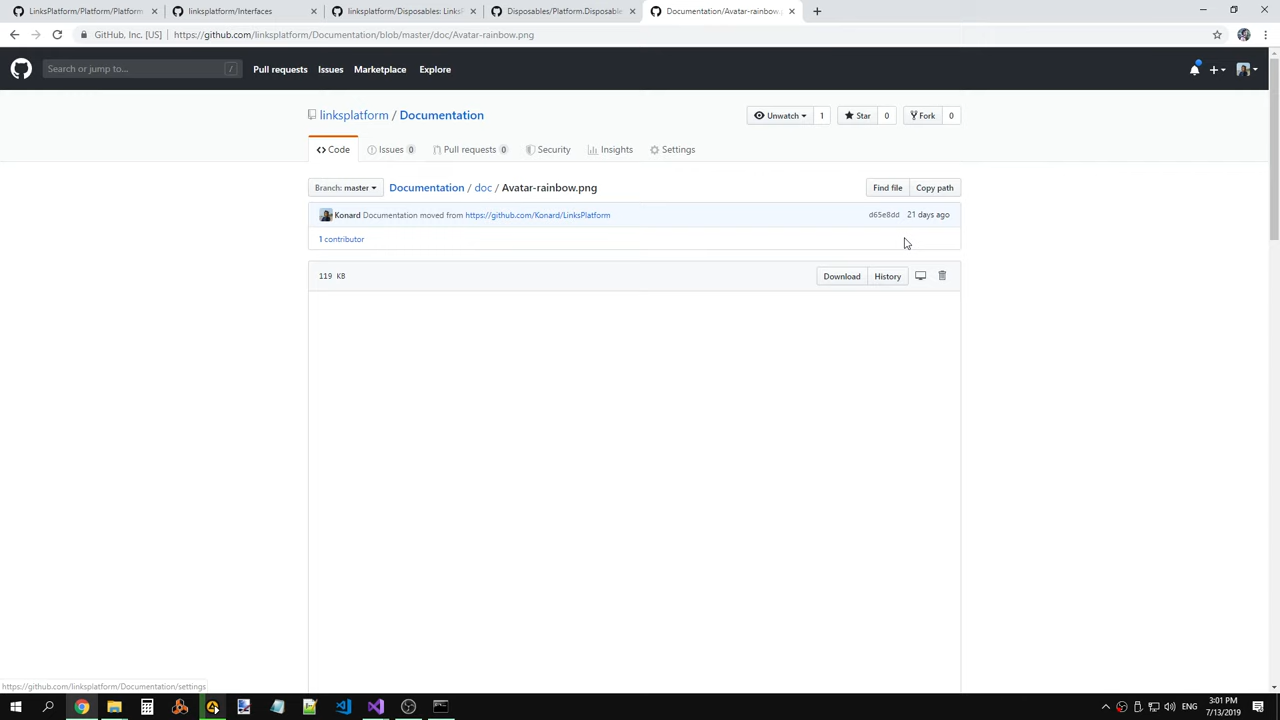 LinksPlatform/Platform/Platform
linksplatform/Interfaces
linksplatform/Disposables: Links
Disposables/Platform.Disposable
Documentation/Avatar-rainbow.pn
GitHub, Inc. [US]
https://github.com/linksplatform/Documentation/blob/master/doc/Avatar-rainbow.png
Search or jump to...
/
Pull requests
Issues
Marketplace
Explore
linksplatform / Documentation
Unwatch 1
Star 0
Fork 0
Code
Issues 0
Pull requests 0
Security
Insights
Settings
Branch: master
Documentation / doc / Avatar-rainbow.png
Find file
Copy path
Konard Documentation moved from https://github.com/Konard/LinksPlatform
d65e8dd 21 days ago
1 contributor
119 KB
Download
History
https://github.com/linksplatform/Documentation/settings
ENG
3:01 PM
7/13/2019